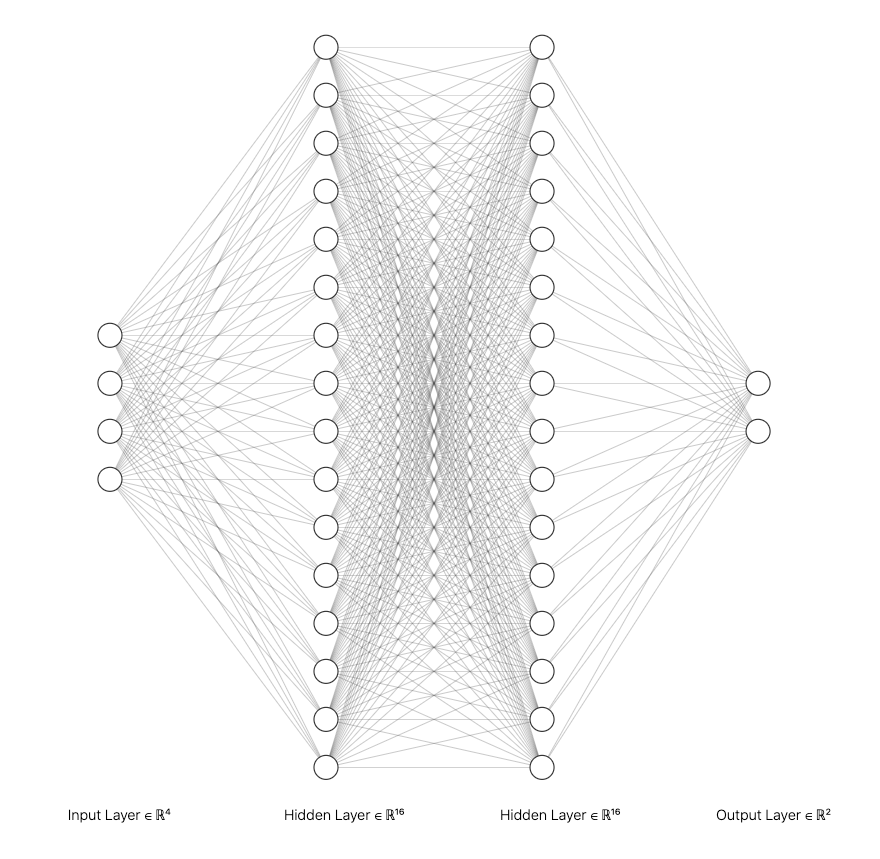 Input Layer ∈ ℝ⁴
Hidden Layer ∈ ℝ¹⁶
Hidden Layer ∈ ℝ¹⁶
Output Layer ∈ ℝ²